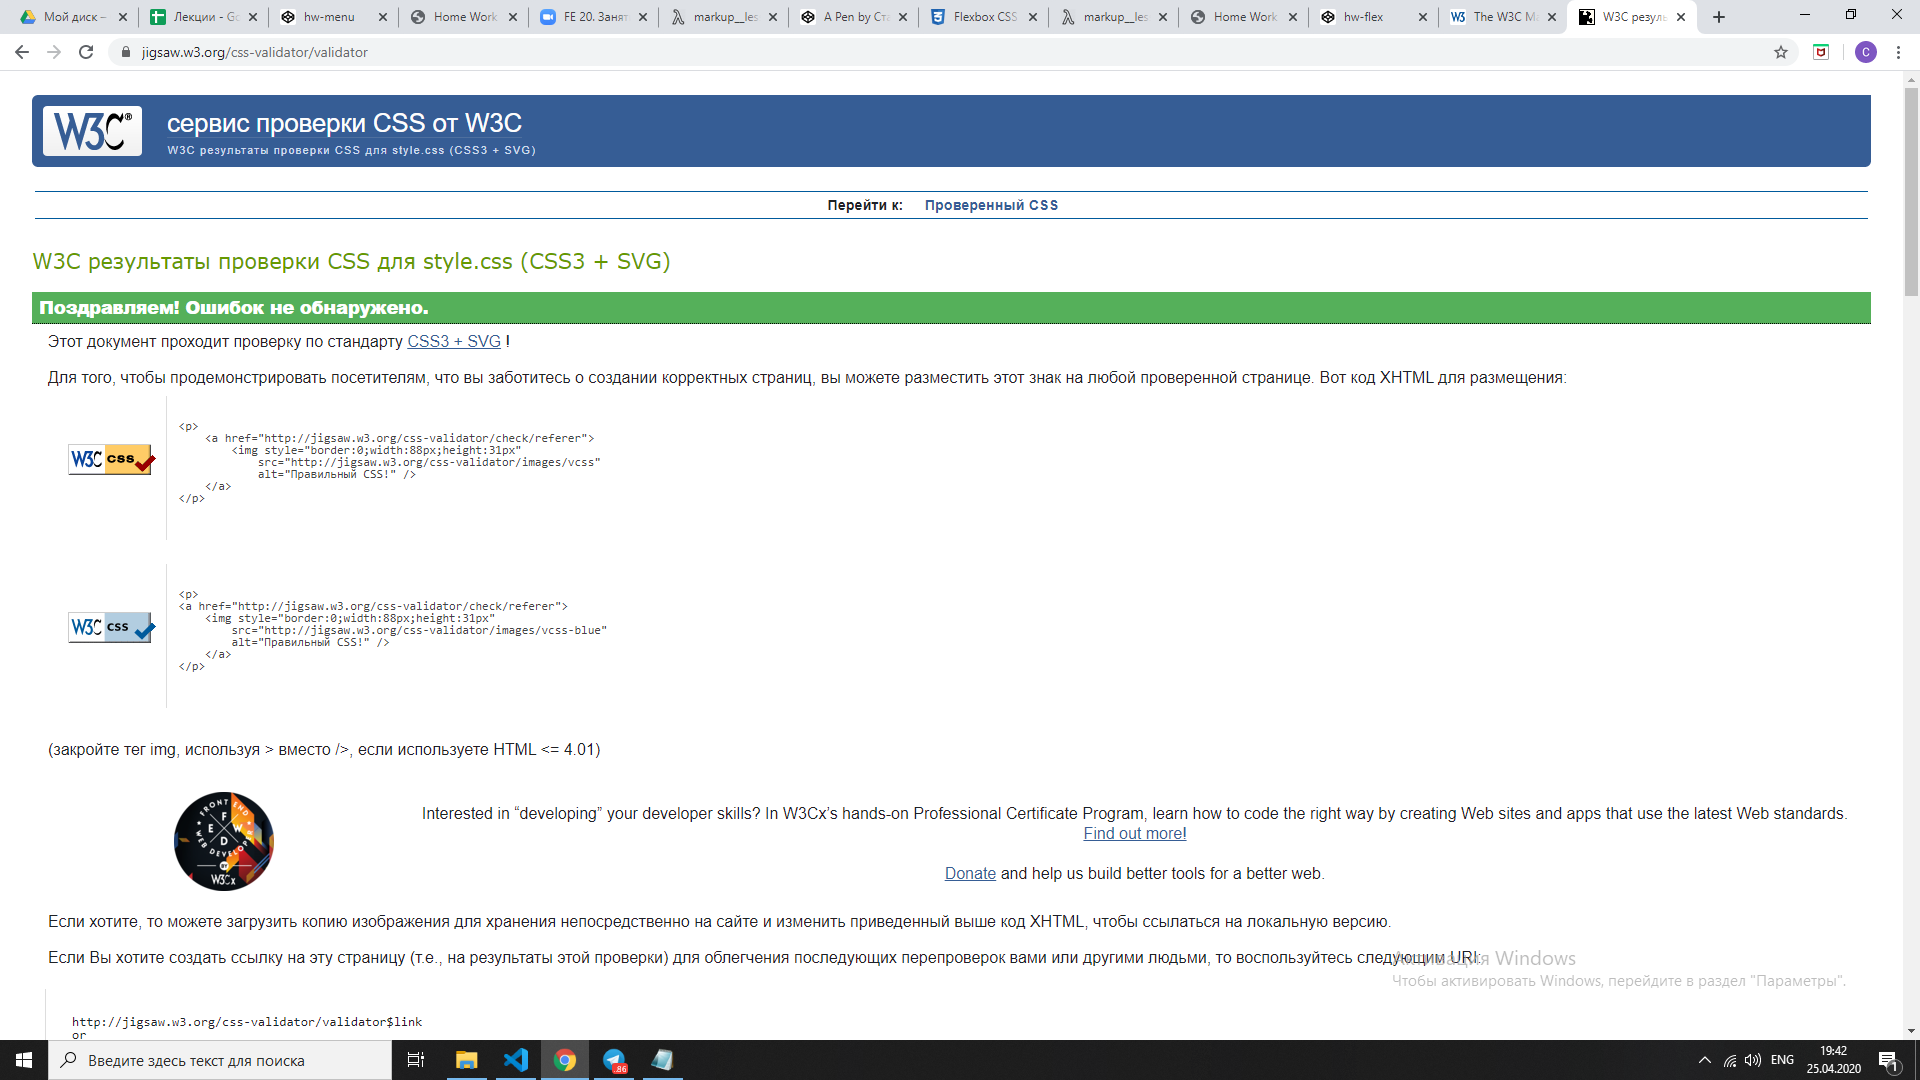 Мой диск –
Лекции - Go
hw-menu
Home Work
FE 20. Занят
markup__les
A Pen by Ста
Flexbox CSS
markup__les
Home Work
hw-flex
The W3C Ma
W3C резуль
jigsaw.w3.org/css-validator/validator
C
W3C®
сервис проверки CSS от W3C
W3C результаты проверки CSS для style.css (CSS3 + SVG)
Перейти к: Проверенный CSS
W3C результаты проверки CSS для style.css (CSS3 + SVG)
Поздравляем! Ошибок не обнаружено.
Этот документ проходит проверку по стандарту CSS3 + SVG !
Для того, чтобы продемонстрировать посетителям, что вы заботитесь о создании корректных страниц, вы можете разместить этот знак на любой проверенной странице. Вот код XHTML для размещения:
W3C css
<p>
<a href="http://jigsaw.w3.org/css-validator/check/referer">
<img style="border:0;width:88px;height:31px"
src="http://jigsaw.w3.org/css-validator/images/vcss"
alt="Правильный CSS!" />
</a>
</p>
W3C css
<p>
<a href="http://jigsaw.w3.org/css-validator/check/referer">
<img style="border:0;width:88px;height:31px"
src="http://jigsaw.w3.org/css-validator/images/vcss-blue"
alt="Правильный CSS!" />
</a>
</p>
(закройте тег img, используя > вместо />, если используете HTML <= 4.01)
FRONT END
F
E W
D
WEB DEVELOPER
BY
W3Cx
Interested in “developing” your developer skills? In W3Cx’s hands-on Professional Certificate Program, learn how to code the right way by creating Web sites and apps that use the latest Web standards.
Find out more!
Donate and help us build better tools for a better web.
Если хотите, то можете загрузить копию изображения для хранения непосредственно на сайте и изменить приведенный выше код XHTML, чтобы ссылаться на локальную версию.
Если Вы хотите создать ссылку на эту страницу (т.е., на результаты этой проверки) для облегчения последующих перепроверок вами или другими людьми, то воспользуйтесь следующим URI:
Активация Windows
Чтобы активировать Windows, перейдите в раздел "Параметры".
http://jigsaw.w3.org/css-validator/validator$link
or
Введите здесь текст для поиска
86
ENG
19:42
25.04.2020
1